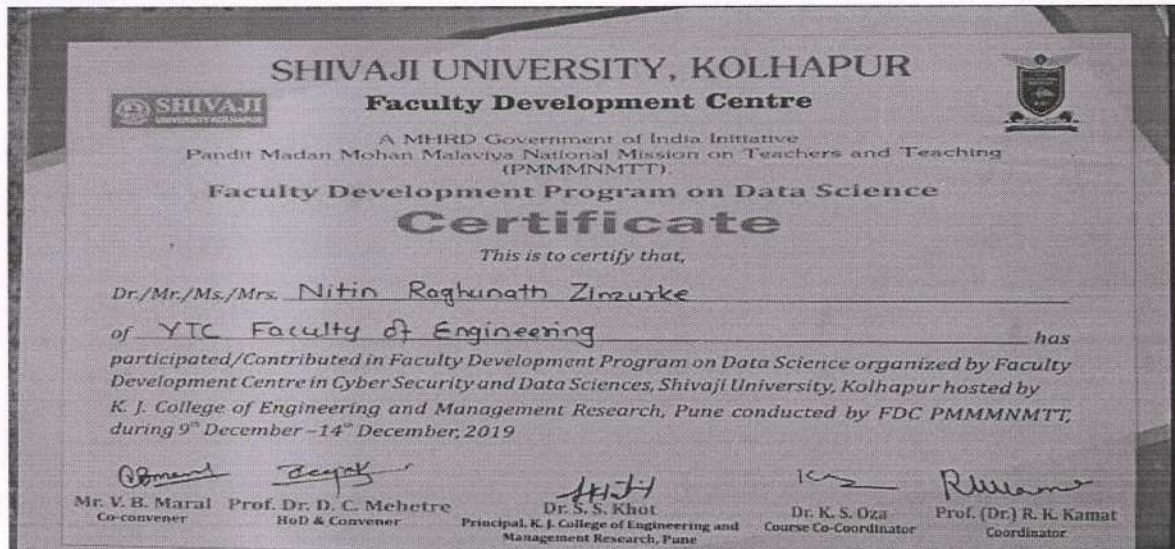 SHIVAJI UNIVERSITY, KOLHAPUR
SHIVAJI
UNIVERSITY KOLHAPUR
Faculty Development Centre
A MHRD Government of India Initiative
Pandit Madan Mohan Malaviya National Mission on Teachers and Teaching
(PMMMNMTT).
Faculty Development Program on Data Science
Certificate
This is to certify that,
Dr./Mr./Ms./Mrs. Nitin Raghunath Zinzurke
of YTC Faculty of Engineering has
participated/Contributed in Faculty Development Program on Data Science organized by Faculty
Development Centre in Cyber Security and Data Sciences, Shivaji University, Kolhapur hosted by
K. J. College of Engineering and Management Research, Pune conducted by FDC PMMMNMTT,
during 9th December –14th December, 2019
Mr. V. B. Maral
Co-convener
Prof. Dr. D. C. Mehetre
HoD & Convener
Dr. S. S. Khot
Principal, K. J. College of Engineering and
Management Research, Pune
Dr. K. S. Oza
Course Co-Coordinator
Prof. (Dr.) R. K. Kamat
Coordinator